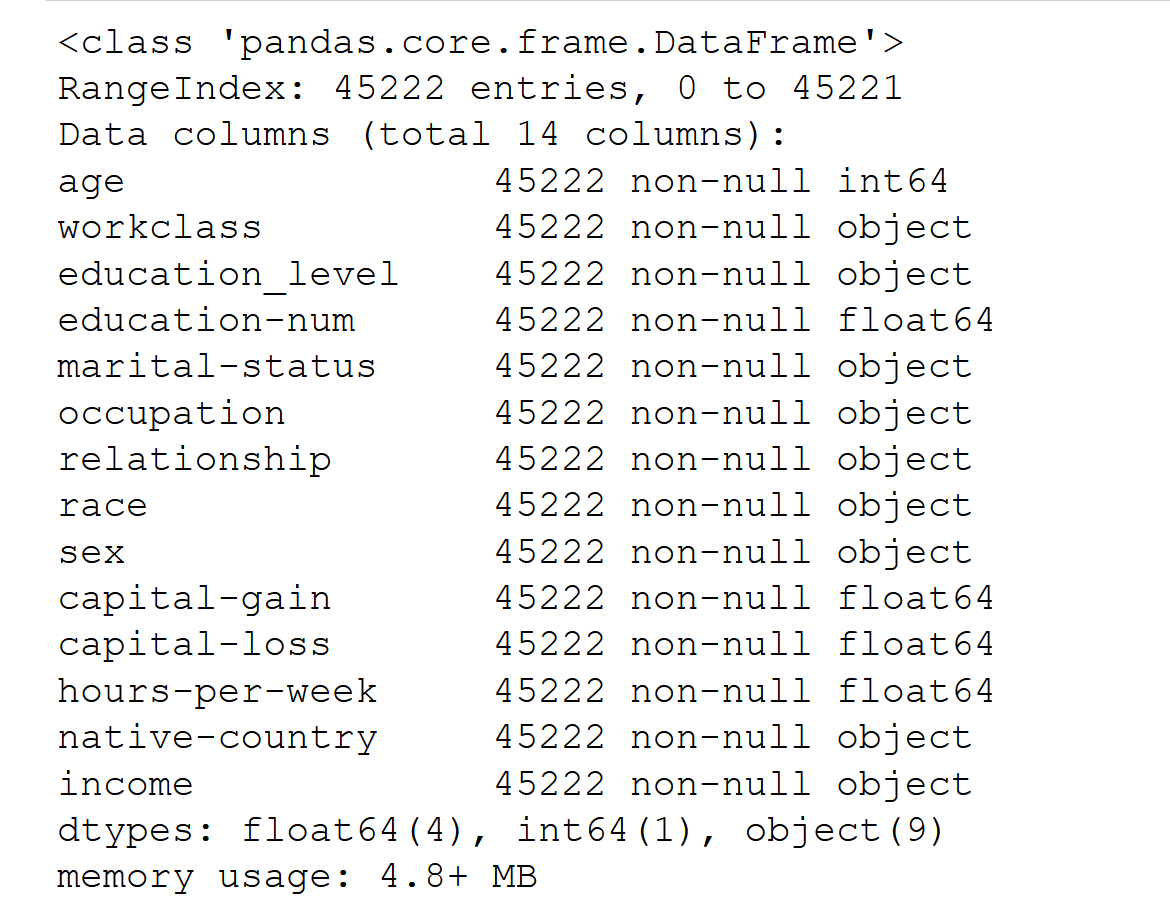 <class 'pandas.core.frame.DataFrame'>
RangeIndex: 45222 entries, 0 to 45221
Data columns (total 14 columns):
age                45222 non-null int64
workclass          45222 non-null object
education_level    45222 non-null object
education-num      45222 non-null float64
marital-status     45222 non-null object
occupation         45222 non-null object
relationship       45222 non-null object
race               45222 non-null object
sex                45222 non-null object
capital-gain       45222 non-null float64
capital-loss       45222 non-null float64
hours-per-week     45222 non-null float64
native-country     45222 non-null object
income             45222 non-null object
dtypes: float64(4), int64(1), object(9)
memory usage: 4.8+ MB